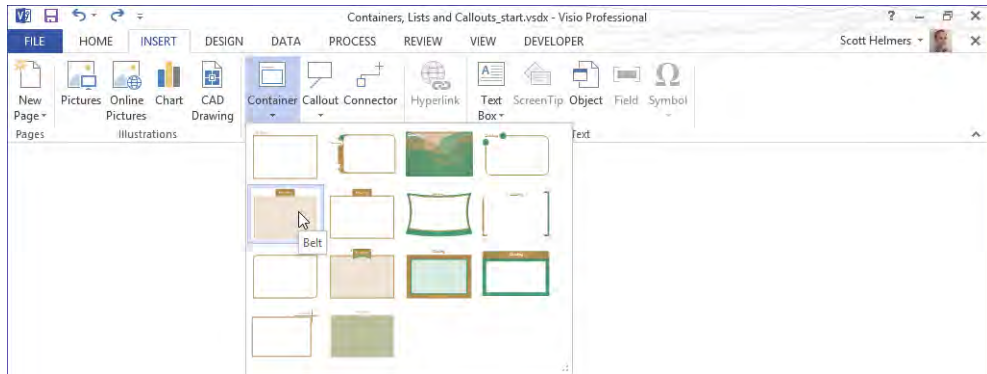 Containers, Lists and Callouts_start.vsdx - Visio Professional
FILE HOME INSERT DESIGN DATA PROCESS REVIEW VIEW DEVELOPER Scott Helmers
New Page Pictures Online Pictures Chart CAD Drawing Container Callout Connector Hyperlink Text Box ScreenTip Object Field Symbol
Pages Illustrations Text
Belt